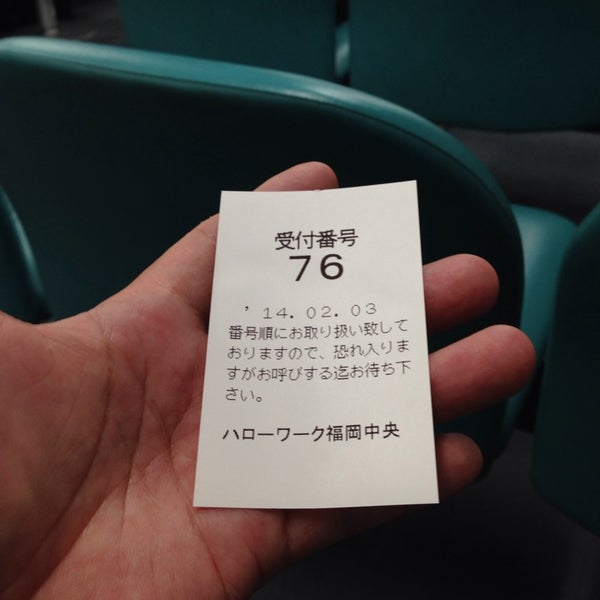 受付番号
76
'14.02.03
番号順にお取り扱い致して
おりますので、恐れ入りま
すがお呼びする迄お待ち下
さい。
ハローワーク福岡中央